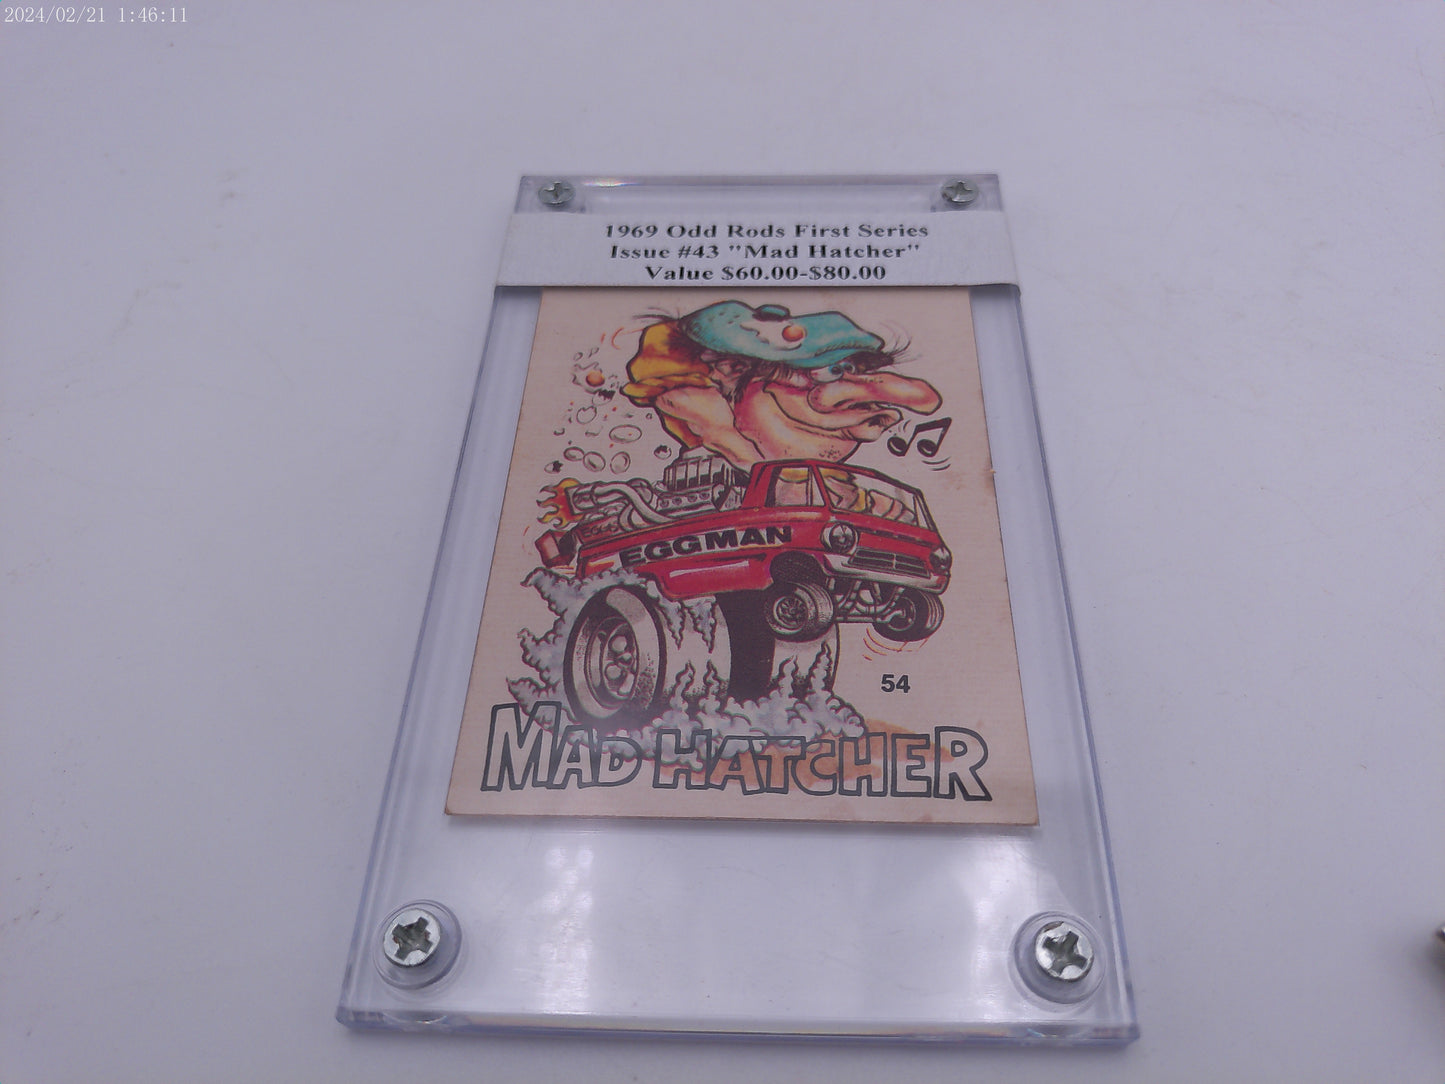 2024/02/21 1:46:11
1969 Odd Rods First Series
Issue #43 "Mad Hatcher"
Value $60.00-$80.00
EGGS
EGGMAN
54
MAD HATCHER